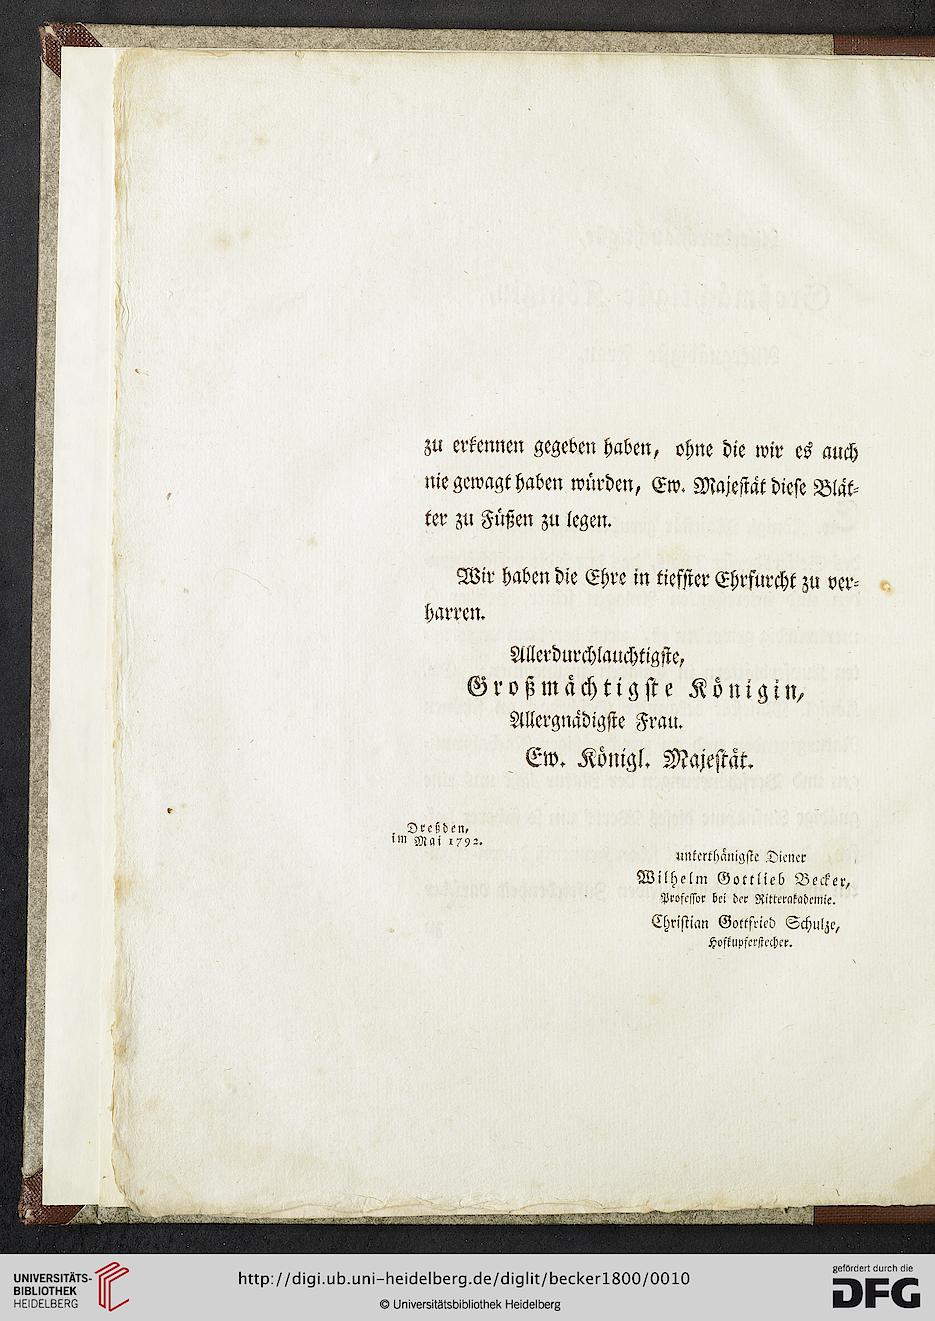 zu erkennen gegeben haben, ohne die wir es auch
nie gewagt haben würden, Ew. Majestät diese Blät-
ter zu Füßen zu legen.
Wir haben die Ehre in tiefster Ehrfurcht zu ver-
harren.
Allerdurchlauchtigste,
Großmächtigste Königin,
Allergnädigste Frau.
Ew. Königl. Majestät.
Dreßden,
im Mai 1792.
unterthänigste Diener
Wilhelm Gottlieb Becker,
Professor bei der Ritterakademie.
Christian Gottfried Schulze,
Hofkupferstecher.
UNIVERSITÄTS-
BIBLIOTHEK
HEIDELBERG
http://digi.ub.uni-heidelberg.de/diglit/becker1800/0010
© Universitätsbibliothek Heidelberg
gefördert durch die
DFG